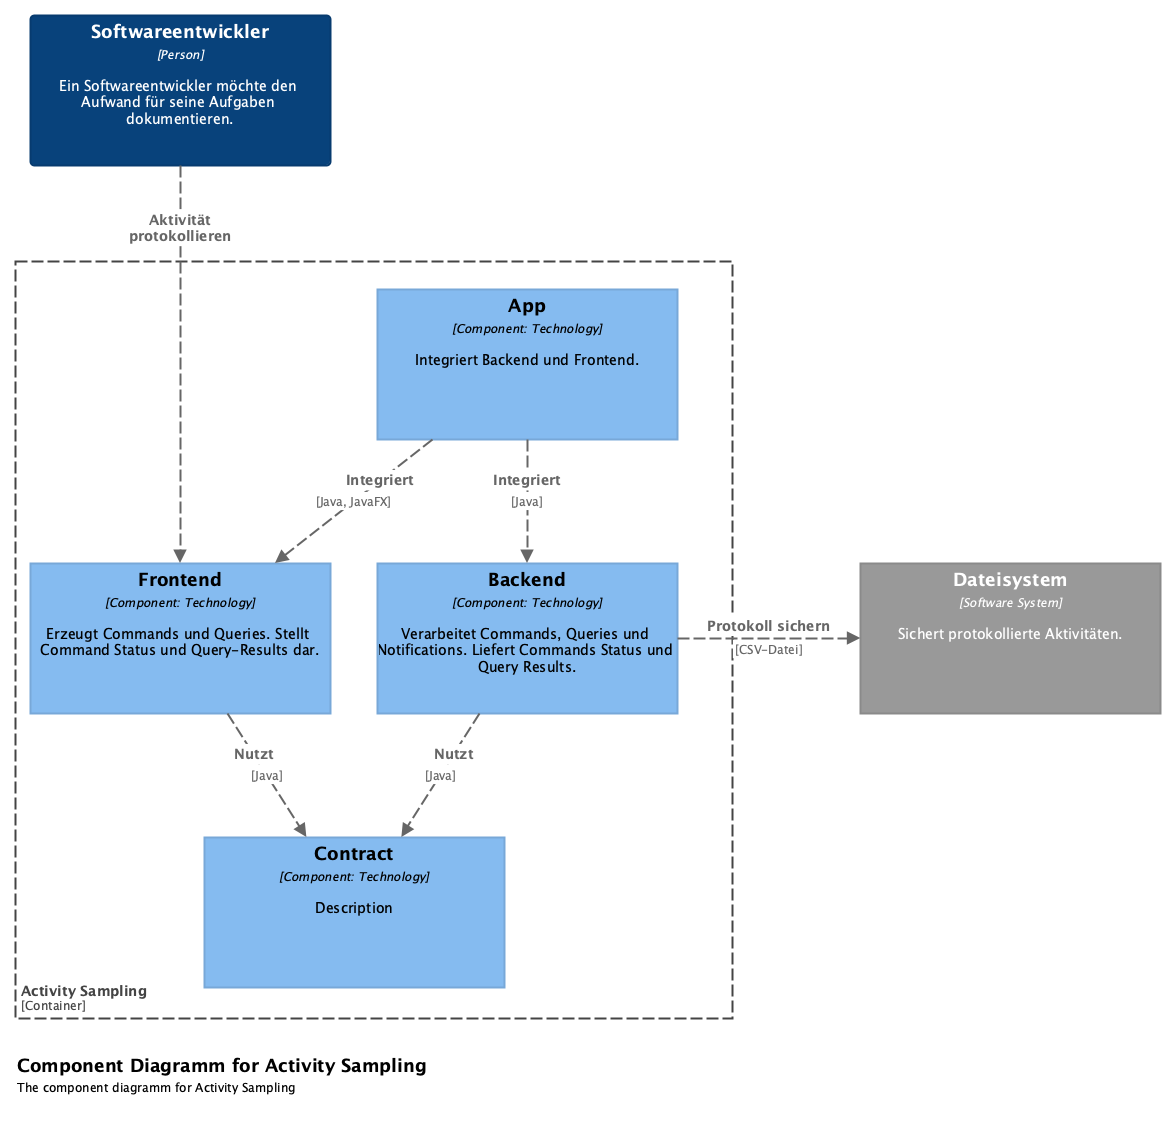 Softwareentwickler
[Person]
Ein Softwareentwickler möchte den
Aufwand für seine Aufgaben
dokumentieren.
Aktivität
protokollieren
App
[Component: Technology]
Integriert Backend und Frontend.
Integriert
[Java, JavaFX]
Integriert
[Java]
Frontend
[Component: Technology]
Erzeugt Commands und Queries. Stellt
Command Status und Query-Results dar.
Backend
[Component: Technology]
Verarbeitet Commands, Queries und
Notifications. Liefert Commands Status und
Query Results.
Protokoll sichern
[CSV-Datei]
Dateisystem
[Software System]
Sichert protokollierte Aktivitäten.
Nutzt
[Java]
Nutzt
[Java]
Contract
[Component: Technology]
Description
Activity Sampling
[Container]
Component Diagramm for Activity Sampling
The component diagramm for Activity Sampling